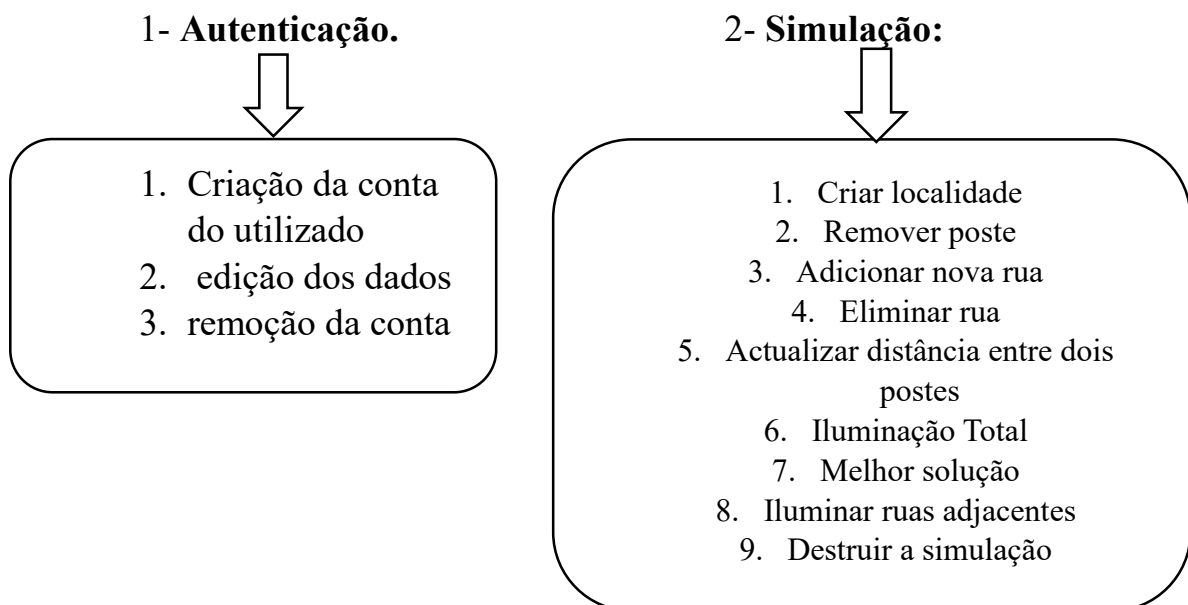 1- Autenticação.
1. Criação da conta
do utilizado
2. edição dos dados
3. remoção da conta
2- Simulação:
1. Criar localidade
2. Remover poste
3. Adicionar nova rua
4. Eliminar rua
5. Actualizar distância entre dois
postes
6. Iluminação Total
7. Melhor solução
8. Iluminar ruas adjacentes
9. Destruir a simulação